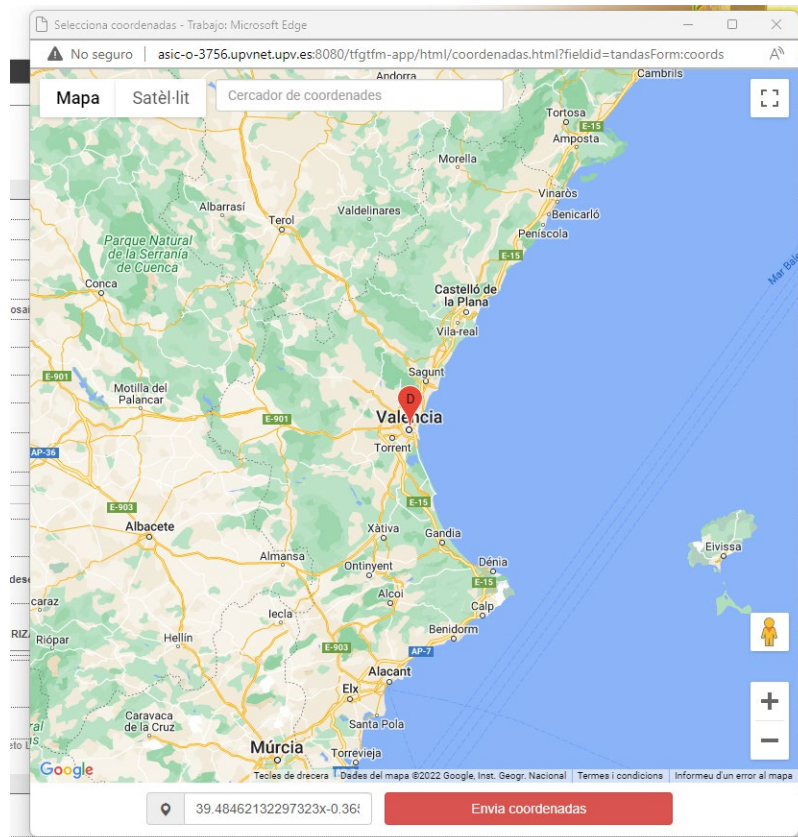 Selecciona coordenadas - Trabajo: Microsoft Edge
No seguro | asic-o-3756.upvnet.upv.es:8080/tfgtfm-app/html/coordenadas.html?fieldid=tandasForm:coords
Mapa
Satèl·lit
Cercador de coordenades
Andorra
Cambrils
Tortosa
E-15
Amposta
Morella
Vinaròs
Benicarló
Peníscola
Albarrasí
Valdelinares
Terol
Parque Natural
de la Serranía
de Cuenca
E-15
Conca
Castelló de
la Plana
Vila-real
Sagunt
E-901
Motilla del
Palancar
D
València
E-901
Torrent
AP-36
E-903
E-15
Albacete
Xàtiva
Gandia
Eivissa
Almansa
Ontinyent
Dénia
E-15
Alcoi
Calp
caraz
Iecla
Benidorm
RIZA
Riópar
Hellín
E-903
AP-7
Alacant
Elx
Santa Pola
Caravaca
de la Cruz
Múrcia
Torrevieja
Google
Tecles de drecera
Dades del mapa ©2022 Google, Inst. Geogr. Nacional
Termes i condicions
Informeu d'un error al mapa
39.48462132297323x-0.365
Envia coordenadas